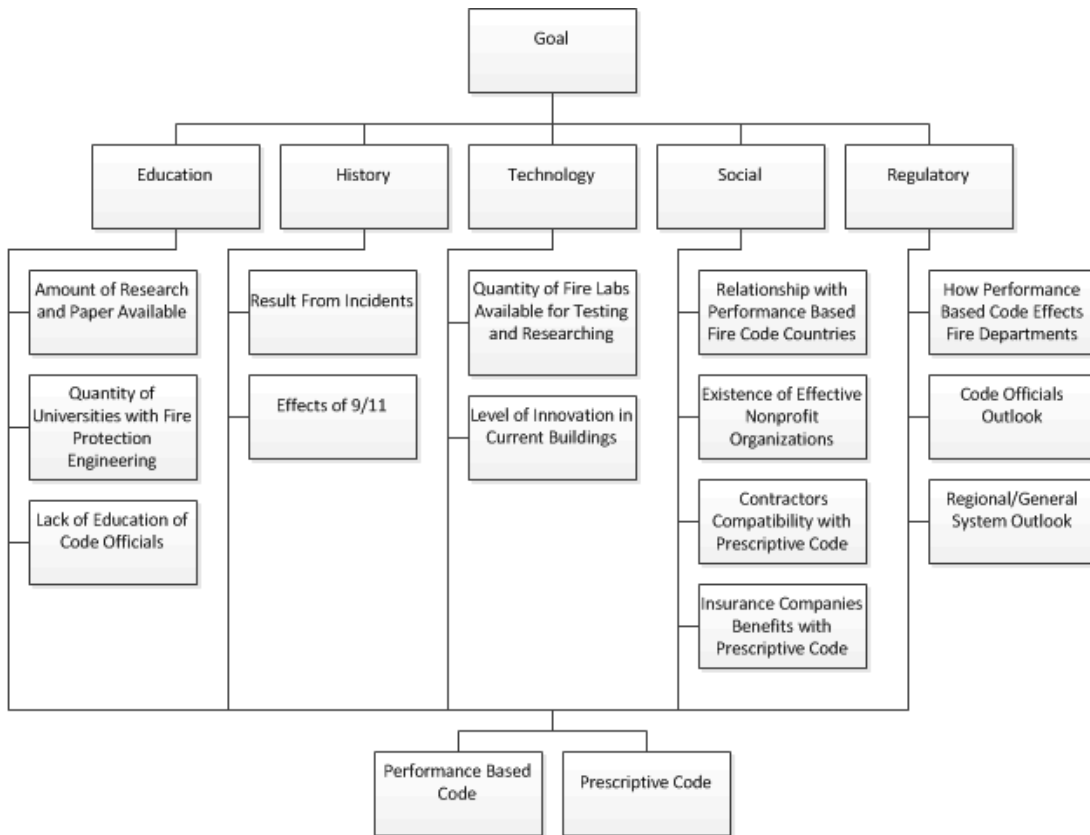 Goal
Education
History
Technology
Social
Regulatory
Amount of Research
and Paper Available
Quantity of
Universities with Fire
Protection
Engineering
Lack of Education of
Code Officials
Result From Incidents
Effects of 9/11
Quantity of Fire Labs
Available for Testing
and Researching
Level of Innovation in
Current Buildings
Relationship with
Performance Based
Fire Code Countries
Existence of Effective
Nonprofit
Organizations
Contractors
Compatibility with
Prescriptive Code
Insurance Companies
Benefits with
Prescriptive Code
How Performance
Based Code Effects
Fire Departments
Code Officials
Outlook
Regional/General
System Outlook
Performance Based
Code
Prescriptive Code